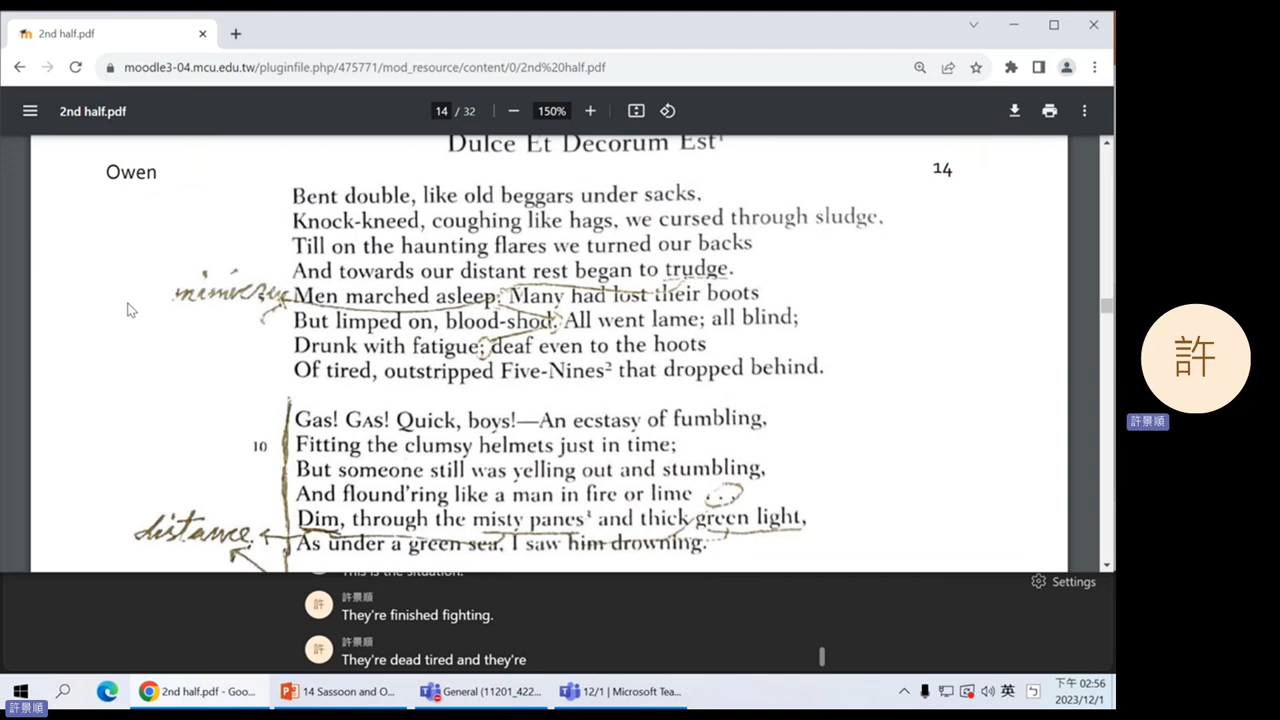 2nd half.pdf
moodle3-04.mcu.edu.tw/pluginfile.php/475771/mod_resource/content/0/2nd%20half.pdf
2nd half.pdf
14 / 32
150%
Dulce Et Decorum Est¹
Owen
14
Bent double, like old beggars under sacks,
Knock-kneed, coughing like hags, we cursed through sludge,
Till on the haunting flares we turned our backs
And towards our distant rest began to trudge.
Men marched asleep. Many had lost their boots
But limped on, blood-shod. All went lame; all blind;
Drunk with fatigue; deaf even to the hoots
Of tired, outstripped Five-Nines² that dropped behind.
Gas! GAS! Quick, boys!—An ecstasy of fumbling,
10 Fitting the clumsy helmets just in time;
But someone still was yelling out and stumbling,
And flound'ring like a man in fire or lime . . .
Dim, through the misty panes³ and thick green light,
distance
As under a green sea, I saw him drowning.
This is the situation.
Settings
許景順
They're finished fighting.
許景順
They're dead tired and they're
許
許
許
許景順
2nd half.pdf - Goo...
14 Sassoon and O...
General (11201_422...
12/1 | Microsoft Tea...
英
下午 02:56
2023/12/1
許景順